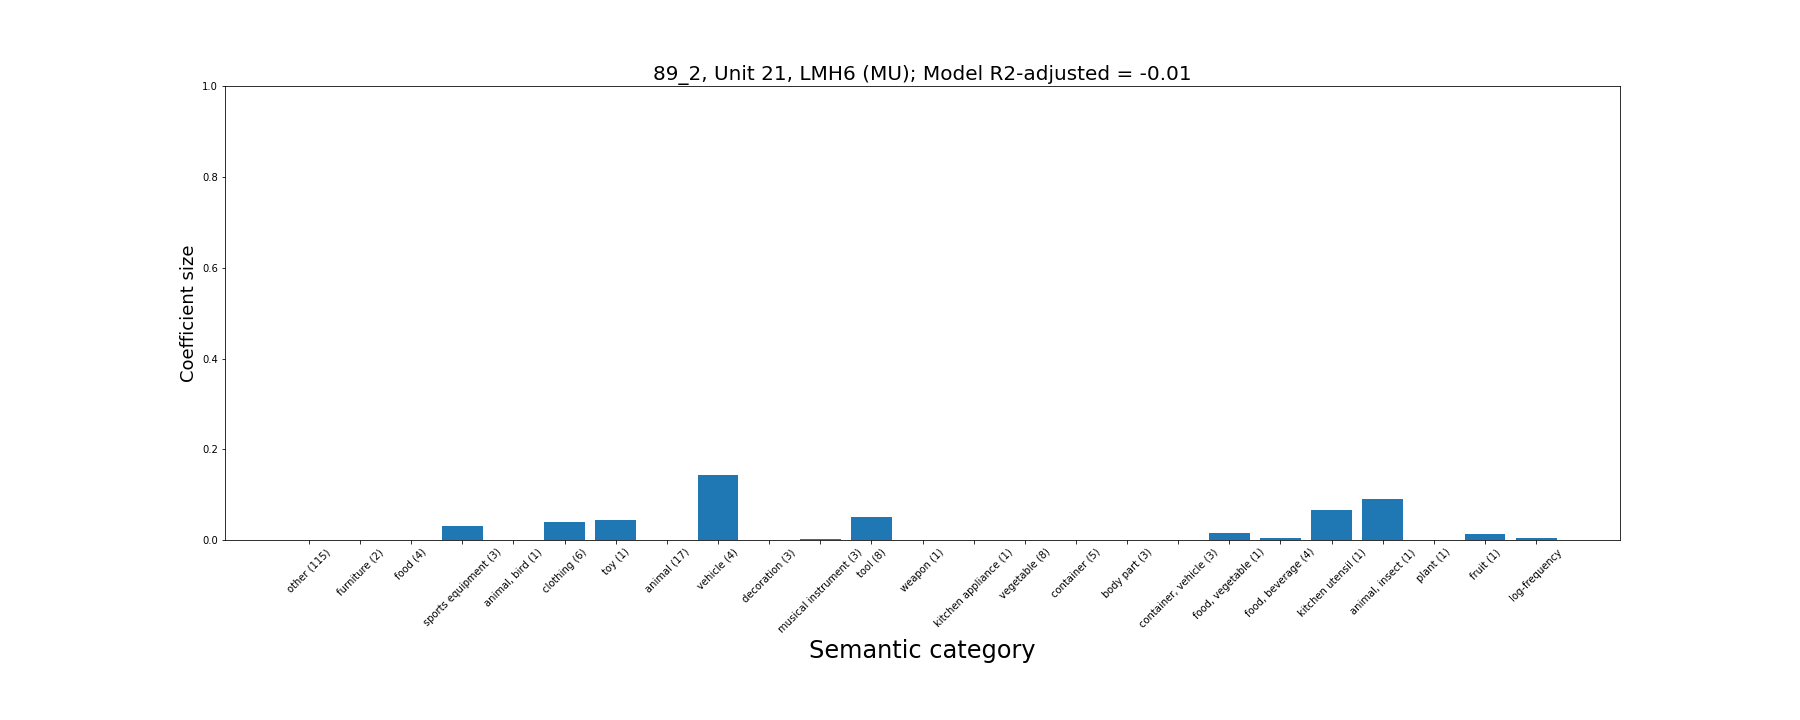 89_2, Unit 21, LMH6 (MU); Model R2-adjusted = -0.01
Coefficient size
1.0
0.8
0.6
0.4
0.2
0.0
other (115)
furniture (2)
food (4)
sports equipment (3)
animal, bird (1)
clothing (6)
toy (1)
animal (17)
vehicle (4)
decoration (3)
musical instrument (3)
tool (8)
weapon (1)
kitchen appliance (1)
vegetable (8)
container (5)
body part (3)
container, vehicle (3)
food, vegetable (1)
food, beverage (4)
kitchen utensil (1)
animal, insect (1)
plant (1)
fruit (1)
log-frequency
Semantic category